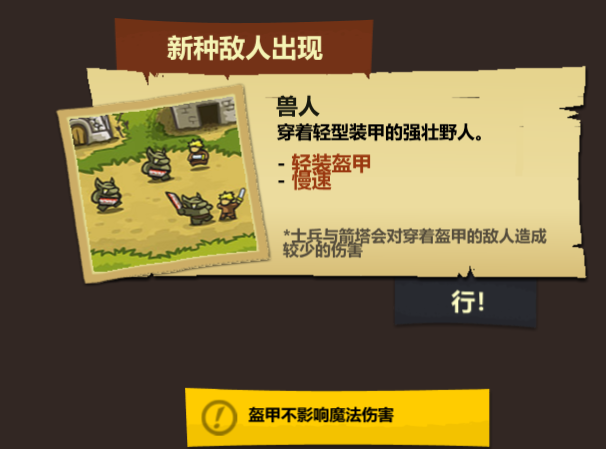 新种敌人出现
兽人
穿着轻型装甲的强壮野人。
- 轻装盔甲
- 慢速
*士兵与箭塔会对穿着盔甲的敌人造成
较少的伤害
行!
盔甲不影响魔法伤害